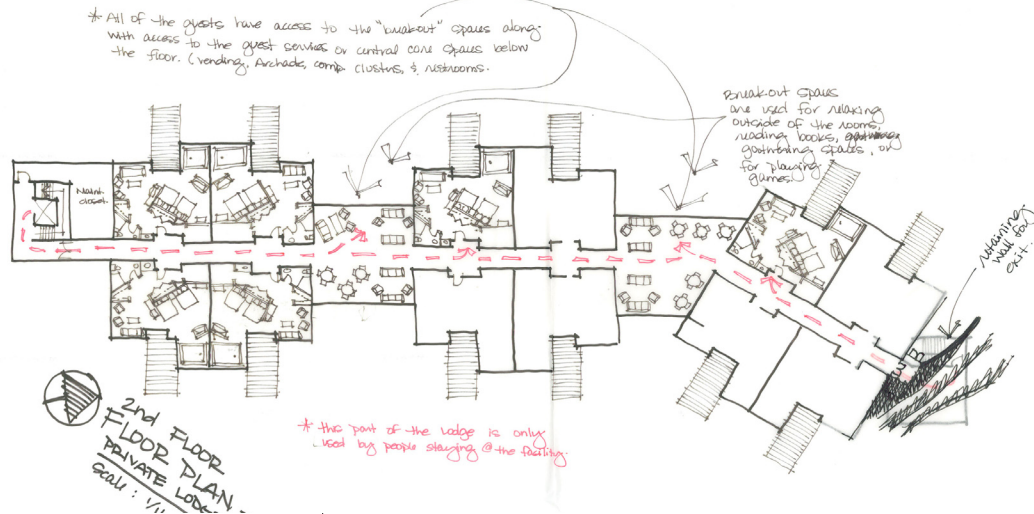 * All of the guests have access to the "breakout" spaces along
with access to the guest services or central core spaces below
the floor. (vending, Archade, comp. clusters, & restrooms.
Breakout spaces
are used for relaxing
outside of the rooms,
reading books,
goathering spaces, or
for playing
games.
Maint.
closet.
retaining
wall for
exit.
* this part of the lodge is only
used by people staying @ the facility.
2nd FLOOR
FLOOR PLAN
PRIVATE
scale: